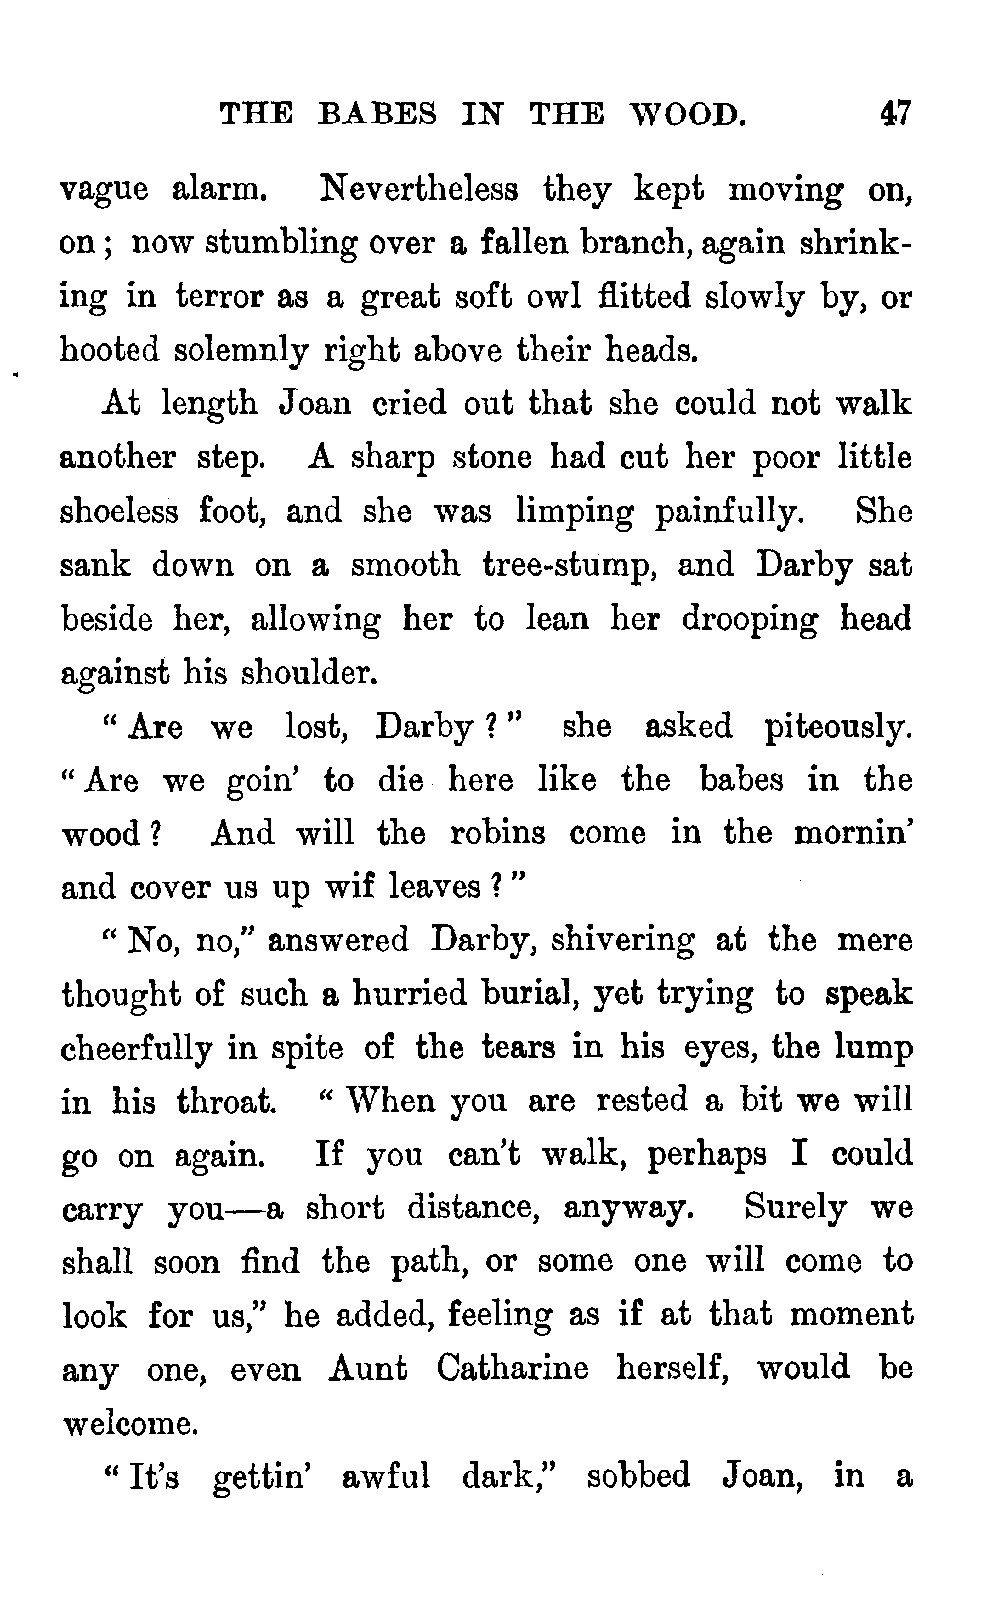 THE BABES IN THE WOOD. 47
vague alarm. Nevertheless they kept moving on,
on; now stumbling over a fallen branch, again shrink-
ing in terror as a great soft owl flitted slowly by, or
hooted solemnly right above their heads.
At length Joan cried out that she could not walk
another step. A sharp stone had cut her poor little
shoeless foot, and she was limping painfully. She
sank down on a smooth tree-stump, and Darby sat
beside her, allowing her to lean her drooping head
against his shoulder.
“Are we lost, Darby?” she asked piteously.
“Are we goin’ to die here like the babes in the
wood? And will the robins come in the mornin’
and cover us up wif leaves?”
“No, no,” answered Darby, shivering at the mere
thought of such a hurried burial, yet trying to speak
cheerfully in spite of the tears in his eyes, the lump
in his throat. “When you are rested a bit we will
go on again. If you can’t walk, perhaps I could
carry you—a short distance, anyway. Surely we
shall soon find the path, or some one will come to
look for us,” he added, feeling as if at that moment
any one, even Aunt Catharine herself, would be
welcome.
“It’s gettin’ awful dark,” sobbed Joan, in a